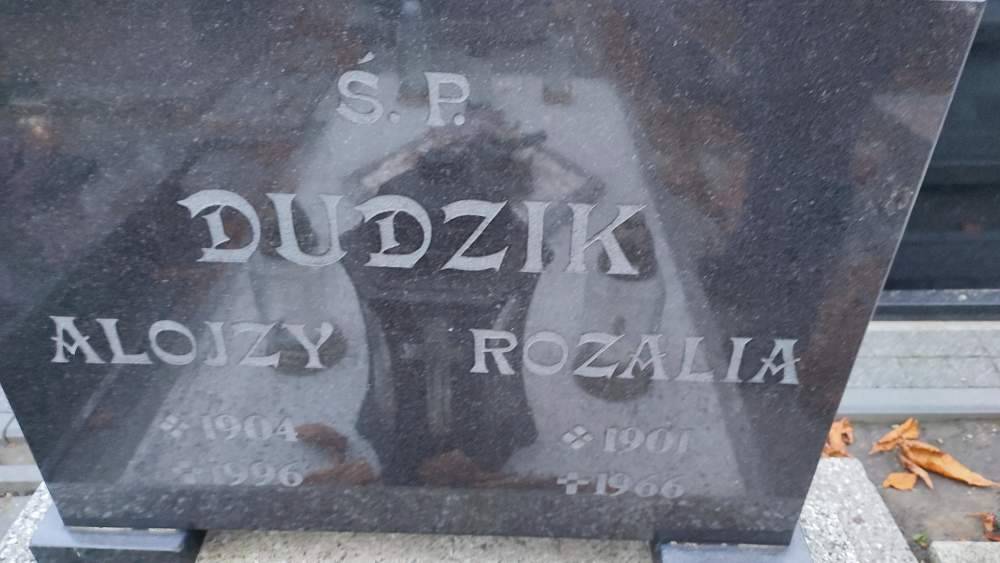 Ś. P.
DUDZIK
ALOJZY ROZALIA
1904 1901
1996 1966